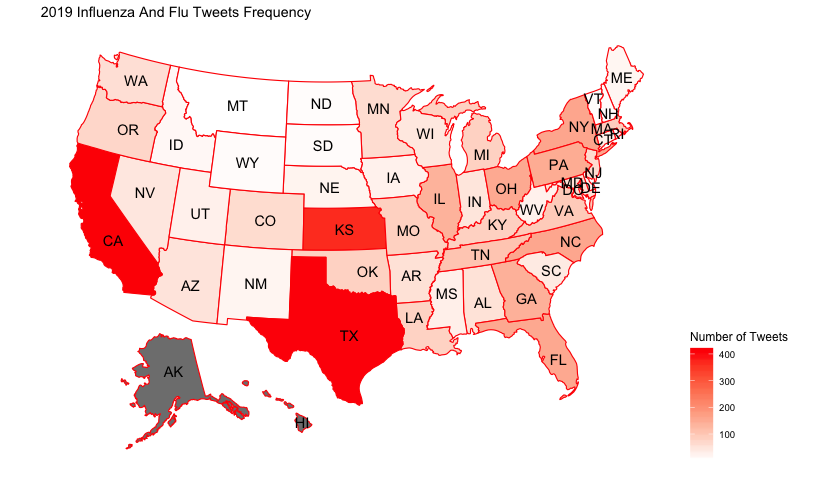 2019 Influenza And Flu Tweets Frequency
WA
MT
ND
MN
ME
VT
NH
OR
ID
SD
WI
NY
MA
RI
CT
WY
MI
PA
NJ
NE
IA
OH
MD
DE
DC
NV
UT
CO
KS
IL
IN
WV
VA
MO
KY
CA
NC
TN
AZ
NM
OK
AR
SC
MS
AL
GA
LA
TX
FL
AK
HI
Number of Tweets
400
300
200
100